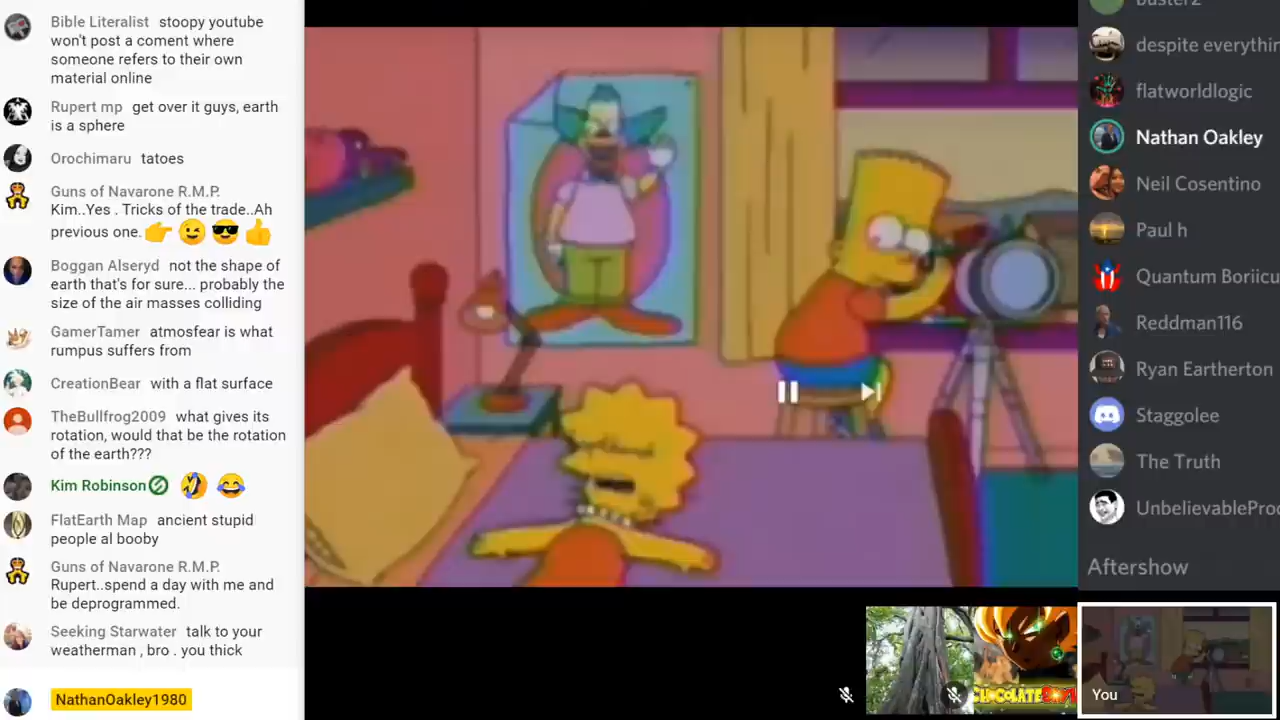 Bible Literalist stoopy youtube
won't post a coment where
someone refers to their own
material online
Rupert mp get over it guys, earth
is a sphere
Orochimaru tatoes
Guns of Navarone R.M.P.
Kim..Yes . Tricks of the trade..Ah
previous one.👉😉😎👍
Boggan Alseryd not the shape of
earth that's for sure... probably the
size of the air masses colliding
GamerTamer atmosfear is what
rumpus suffers from
CreationBear with a flat surface
TheBullfrog2009 what gives its
rotation, would that be the rotation
of the earth???
Kim Robinson 🤣 😂
FlatEarth Map ancient stupid
people al booby
Guns of Navarone R.M.P.
Rupert..spend a day with me and
be deprogrammed.
Seeking Starwater talk to your
weatherman , bro . you thick
NathanOakley1980
despite everythin
flatworldlogic
Nathan Oakley
Neil Cosentino
Paul h
Quantum Boriicu
Reddman116
Ryan Eartherton
Staggolee
The Truth
UnbelievablePro
Aftershow
You